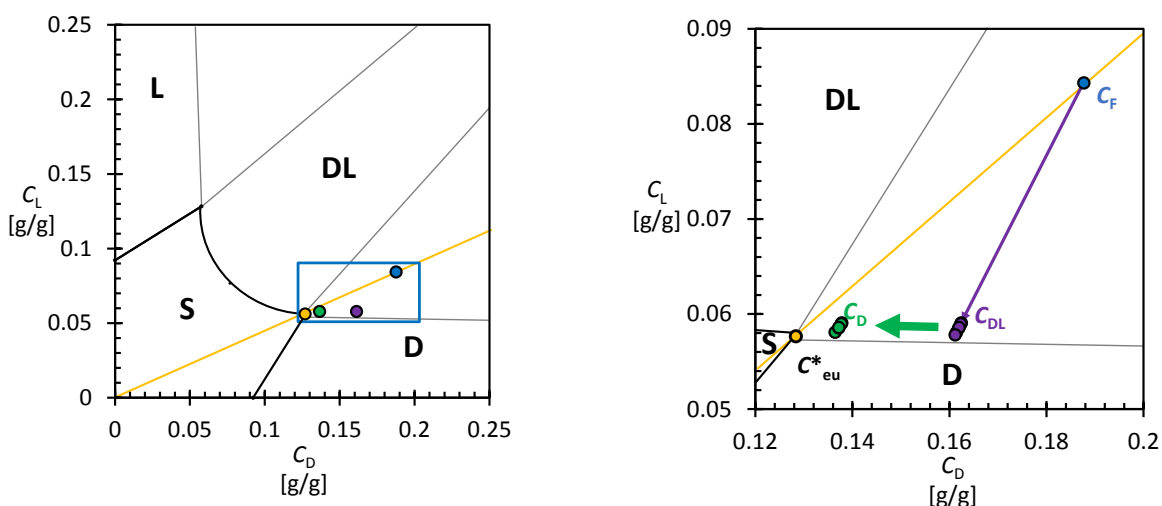 0.25
0.2
0.15
0.1
0.05
0
C_L
[g/g]
L
DL
S
D
0 0.05 0.1 0.15 0.2 0.25
C_D
[g/g]
0.09
0.08
0.07
0.06
0.05
C_L
[g/g]
DL
C_F
C_D
C_DL
S
C*_eu
D
0.12 0.14 0.16 0.18 0.2
C_D
[g/g]